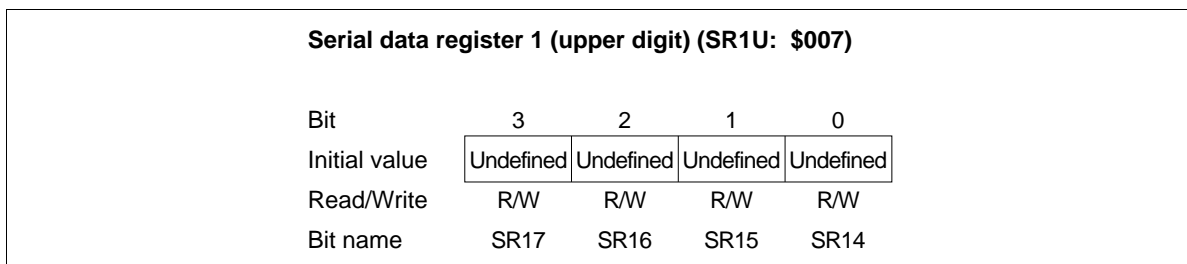 Serial data register 1 (upper digit) (SR1U: $007)
Bit 3 2 1 0
Initial value Undefined Undefined Undefined Undefined
Read/Write R/W R/W R/W R/W
Bit name SR17 SR16 SR15 SR14